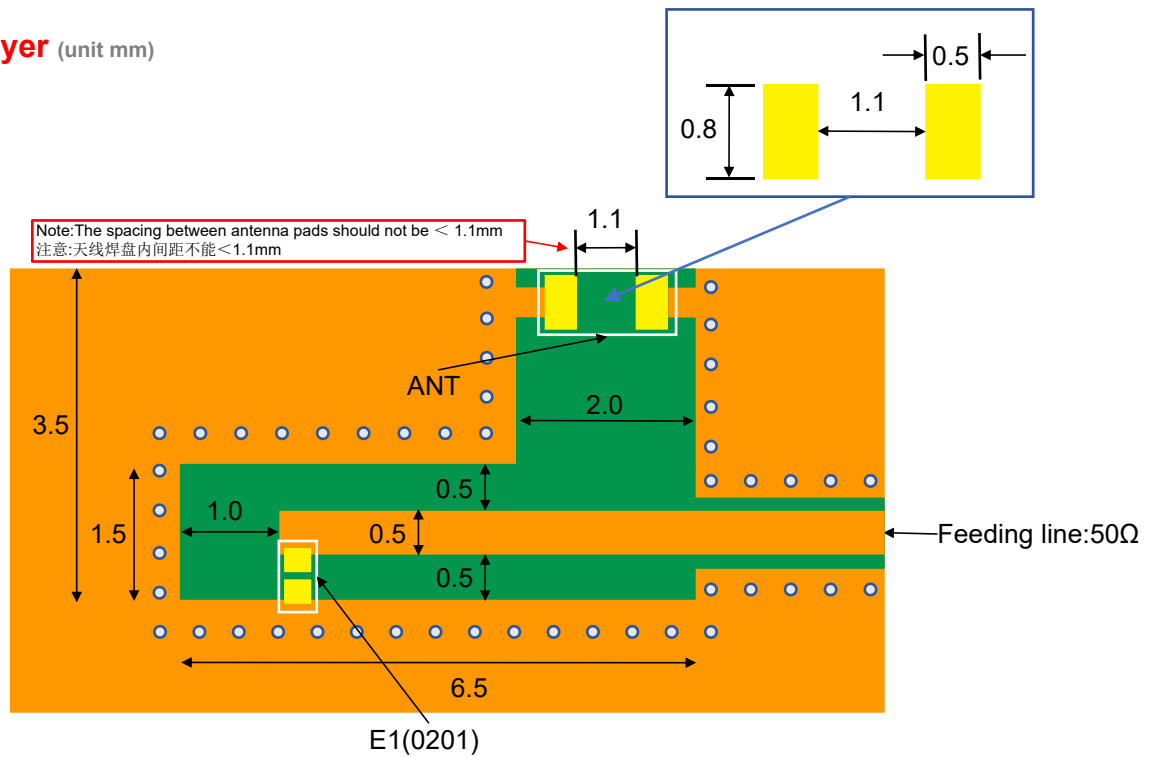 yer (unit mm)
0.5
1.1
0.8
Note:The spacing between antenna pads should not be < 1.1mm
注意:天线焊盘内间距不能<1.1mm
1.1
ANT
2.0
3.5
0.5
1.0
1.5
0.5
Feeding line:50Ω
0.5
6.5
E1(0201)